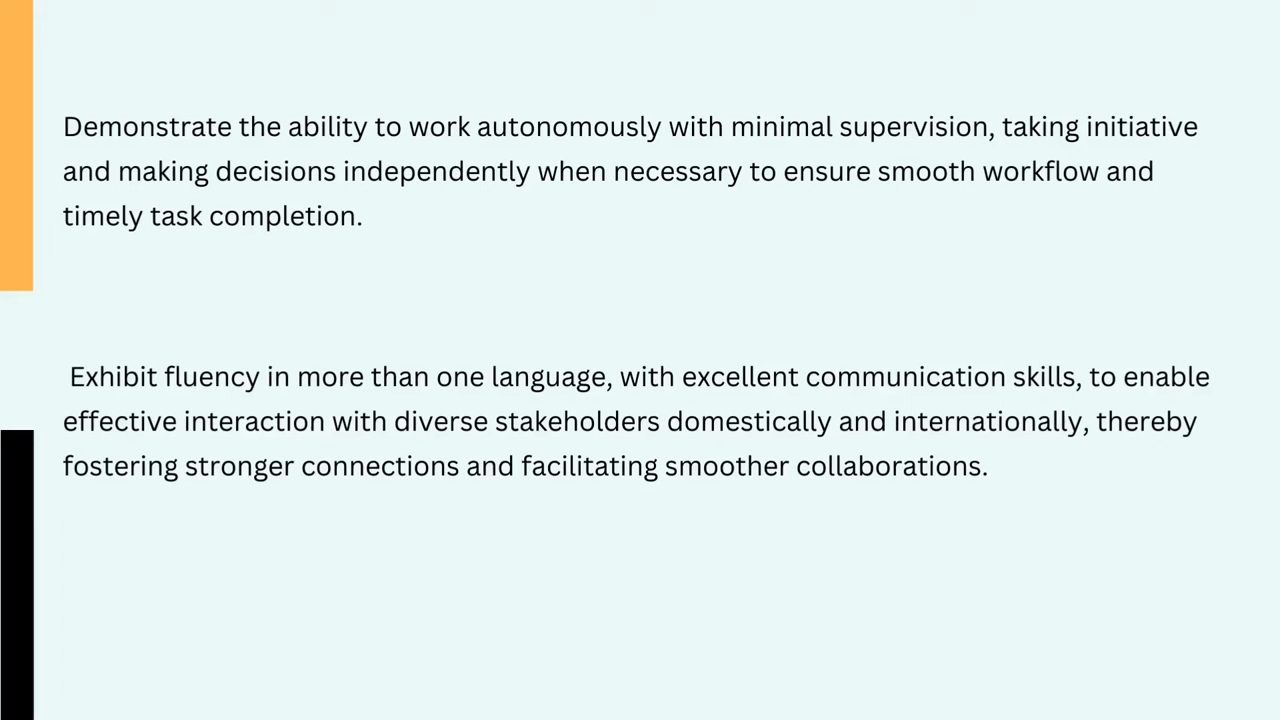 Demonstrate the ability to work autonomously with minimal supervision, taking initiative
and making decisions independently when necessary to ensure smooth workflow and
timely task completion.
Exhibit fluency in more than one language, with excellent communication skills, to enable
effective interaction with diverse stakeholders domestically and internationally, thereby
fostering stronger connections and facilitating smoother collaborations.